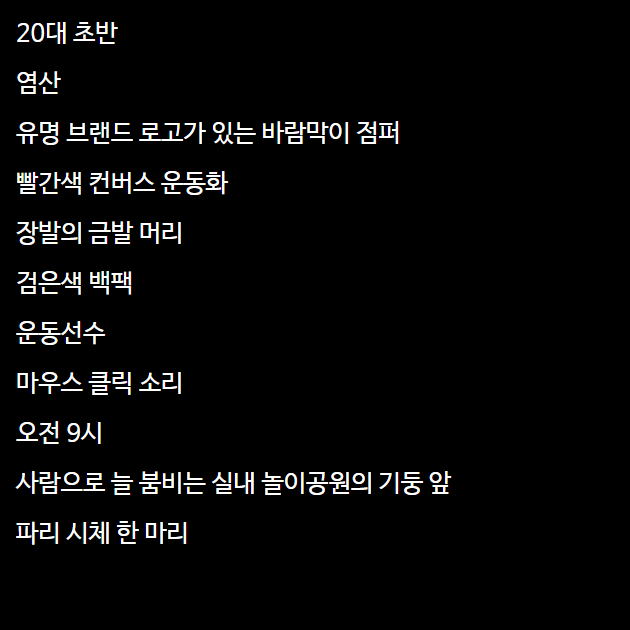 20대 초반
염산
유명 브랜드 로고가 있는 바람막이 점퍼
빨간색 컨버스 운동화
장발의 금발 머리
검은색 백팩
운동선수
마우스 클릭 소리
오전 9시
사람으로 늘 붐비는 실내 놀이공원의 기둥 앞
파리 시체 한 마리